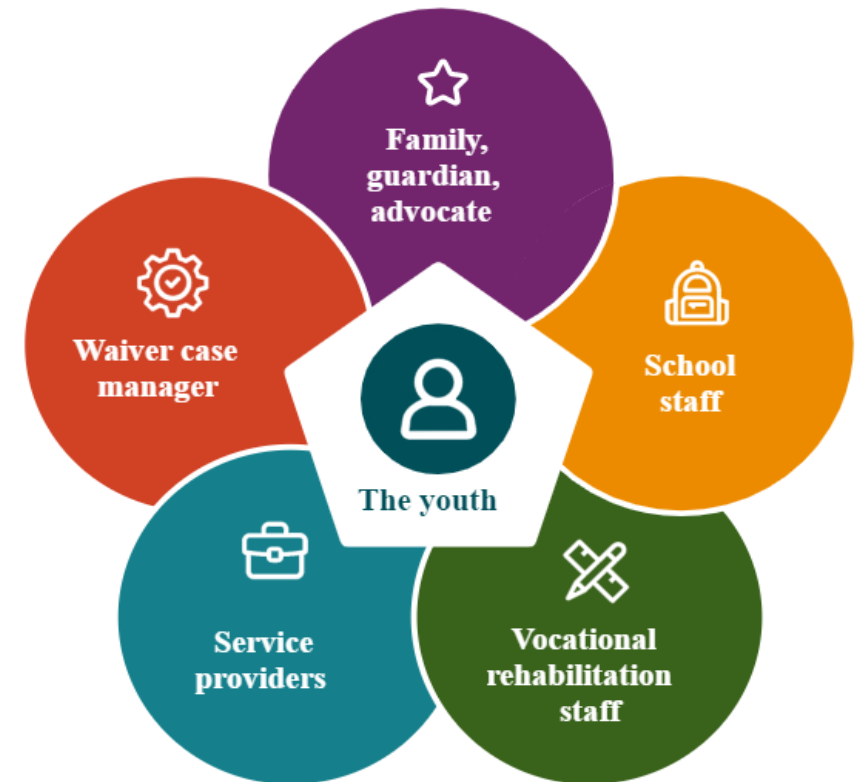 Family,
guardian,
advocate
Waiver case
manager
School
staff
The youth
Service
providers
Vocational
rehabilitation
staff